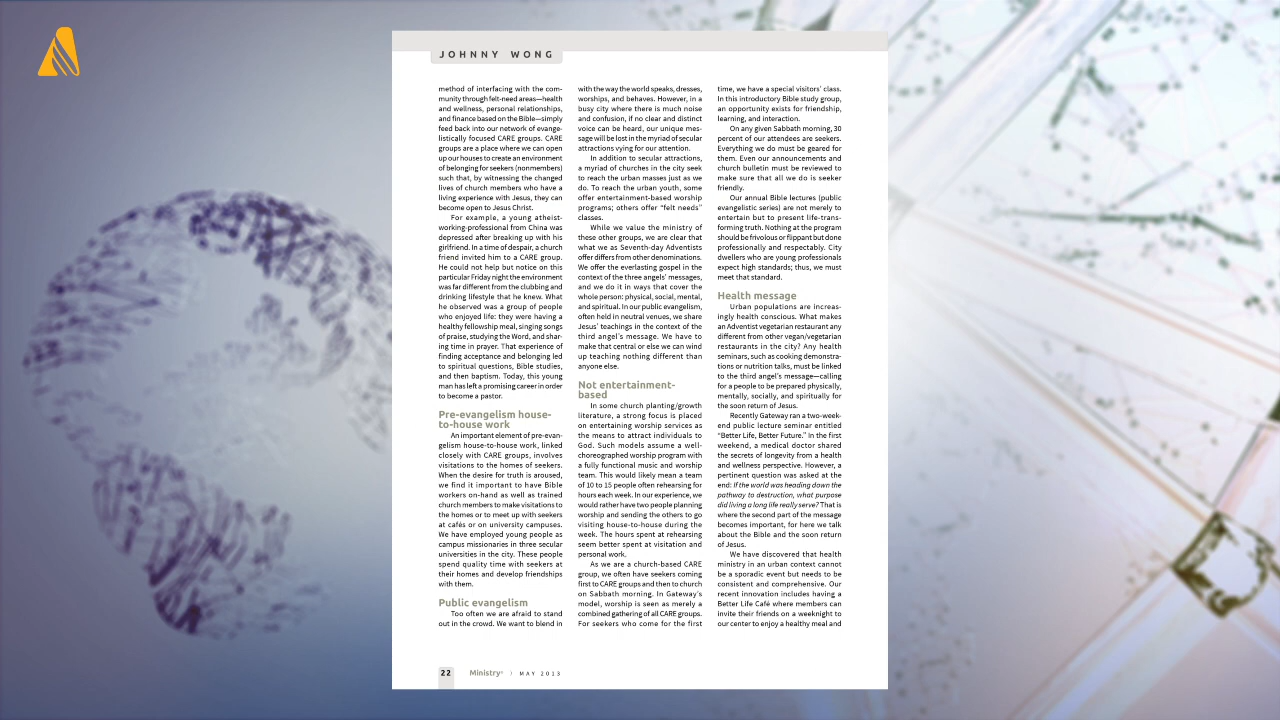 JOHNNY WONG
method of interfacing with the com-
munity through felt-need areas—health
and wellness, personal relationships,
and finance based on the Bible—simply
feed back into our network of evange-
listically focused CARE groups. CARE
groups are a place where we can open
up our houses to create an environment
of belonging for seekers (nonmembers)
such that, by witnessing the changed
lives of church members who have a
living experience with Jesus, they can
become open to Jesus Christ.
For example, a young atheist-
working-professional from China was
depressed after breaking up with his
girlfriend. In a time of despair, a church
friend invited him to a CARE group.
He could not help but notice on this
particular Friday night the environment
was far different from the clubbing and
drinking lifestyle that he knew. What
he observed was a group of people
who enjoyed life: they were having a
healthy fellowship meal, singing songs
of praise, studying the Word, and shar-
ing time in prayer. That experience of
finding acceptance and belonging led
to spiritual questions, Bible studies,
and then baptism. Today, this young
man has left a promising career in order
to become a pastor.
Pre-evangelism house-
to-house work
An important element of pre-evan-
gelism house-to-house work, linked
closely with CARE groups, involves
visitations to the homes of seekers.
When the desire for truth is aroused,
we find it important to have Bible
workers on-hand as well as trained
church members to make visitations to
the homes or to meet up with seekers
at cafés or on university campuses.
We have employed young people as
campus missionaries in three secular
universities in the city. These people
spend quality time with seekers at
their homes and develop friendships
with them.
Public evangelism
Too often we are afraid to stand
out in the crowd. We want to blend in
with the way the world speaks, dresses,
worships, and behaves. However, in a
busy city where there is much noise
and confusion, if no clear and distinct
voice can be heard, our unique mes-
sage will be lost in the myriad of secular
attractions vying for our attention.
In addition to secular attractions,
a myriad of churches in the city seek
to reach the urban masses just as we
do. To reach the urban youth, some
offer entertainment-based worship
programs; others offer “felt needs”
classes.
While we value the ministry of
these other groups, we are clear that
what we as Seventh-day Adventists
offer differs from other denominations.
We offer the everlasting gospel in the
context of the three angels’ messages,
and we do it in ways that cover the
whole person: physical, social, mental,
and spiritual. In our public evangelism,
often held in neutral venues, we share
Jesus’ teachings in the context of the
third angel’s message. We have to
make that central or else we can wind
up teaching nothing different than
anyone else.
Not entertainment-
based
In some church planting/growth
literature, a strong focus is placed
on entertaining worship services as
the means to attract individuals to
God. Such models assume a well-
choreographed worship program with
a fully functional music and worship
team. This would likely mean a team
of 10 to 15 people often rehearsing for
hours each week. In our experience, we
would rather have two people planning
worship and sending the others to go
visiting house-to-house during the
week. The hours spent at rehearsing
seem better spent at visitation and
personal work.
As we are a church-based CARE
group, we often have seekers coming
first to CARE groups and then to church
on Sabbath morning. In Gateway’s
model, worship is seen as merely a
combined gathering of all CARE groups.
For seekers who come for the first
time, we have a special visitors’ class.
In this introductory Bible study group,
an opportunity exists for friendship,
learning, and interaction.
On any given Sabbath morning, 30
percent of our attendees are seekers.
Everything we do must be geared for
them. Even our announcements and
church bulletin must be reviewed to
make sure that all we do is seeker
friendly.
Our annual Bible lectures (public
evangelistic series) are not merely to
entertain but to present life-trans-
forming truth. Nothing at the program
should be frivolous or flippant but done
professionally and respectably. City
dwellers who are young professionals
expect high standards; thus, we must
meet that standard.
Health message
Urban populations are increas-
ingly health conscious. What makes
an Adventist vegetarian restaurant any
different from other vegan/vegetarian
restaurants in the city? Any health
seminars, such as cooking demonstra-
tions or nutrition talks, must be linked
to the third angel’s message—calling
for a people to be prepared physically,
mentally, socially, and spiritually for
the soon return of Jesus.
Recently Gateway ran a two-week-
end public lecture seminar entitled
“Better Life, Better Future.” In the first
weekend, a medical doctor shared
the secrets of longevity from a health
and wellness perspective. However, a
pertinent question was asked at the
end: If the world was heading down the
pathway to destruction, what purpose
did living a long life really serve? That is
where the second part of the message
becomes important, for here we talk
about the Bible and the soon return
of Jesus.
We have discovered that health
ministry in an urban context cannot
be a sporadic event but needs to be
consistent and comprehensive. Our
recent innovation includes having a
Better Life Café where members can
invite their friends on a weeknight to
our center to enjoy a healthy meal and
22 Ministry® | MAY 2013